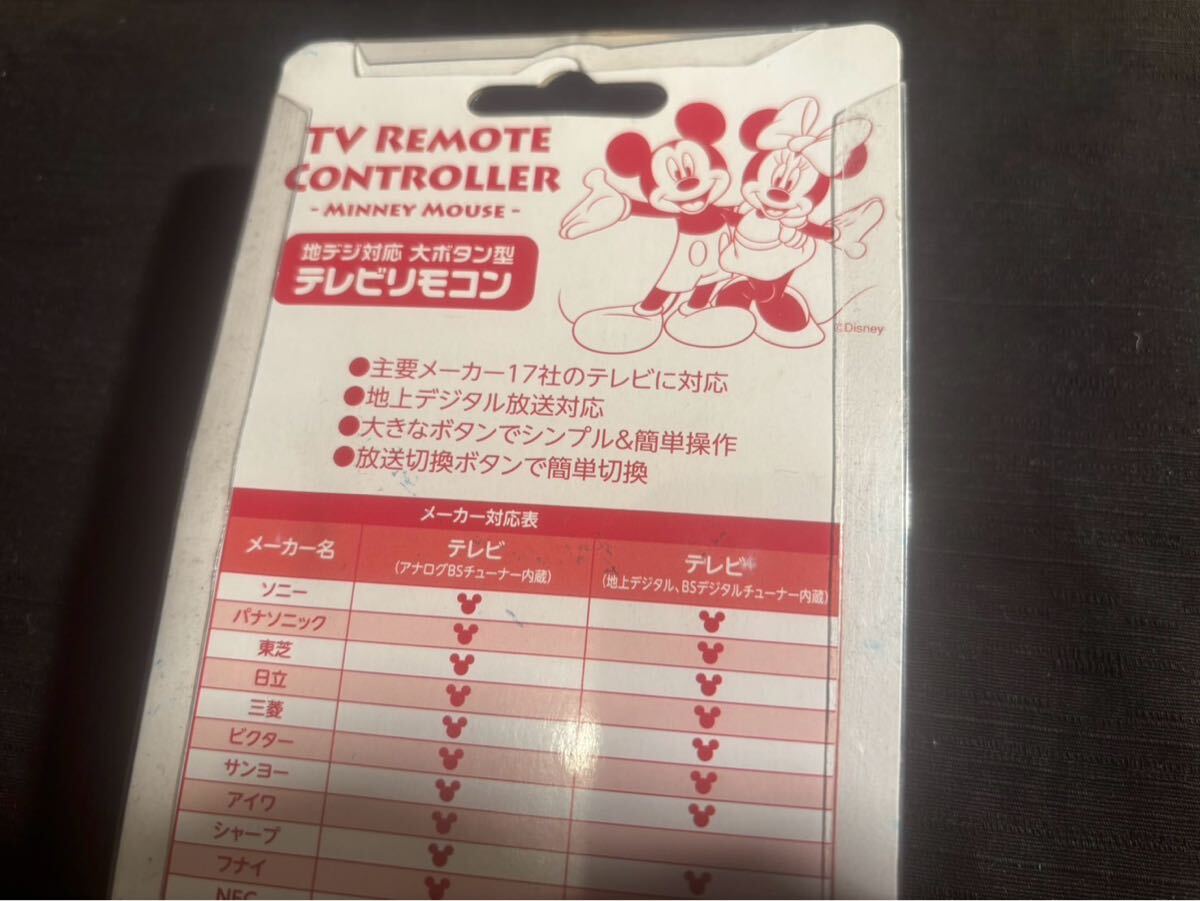 TV REMOTE
CONTROLLER
- MINNEY MOUSE -
地デジ対応 大ボタン型
テレビリモコン
©Disney
●主要メーカー17社のテレビに対応
●地上デジタル放送対応
●大きなボタンでシンプル&簡単操作
●放送切換ボタンで簡単切換
メーカー対応表
メーカー名
テレビ
(アナログBSチューナー内蔵)
テレビ
(地上デジタル、BSデジタルチューナー内蔵)
ソニー
パナソニック
東芝
日立
三菱
ビクター
サンヨー
アイワ
シャープ
フナイ
NEC